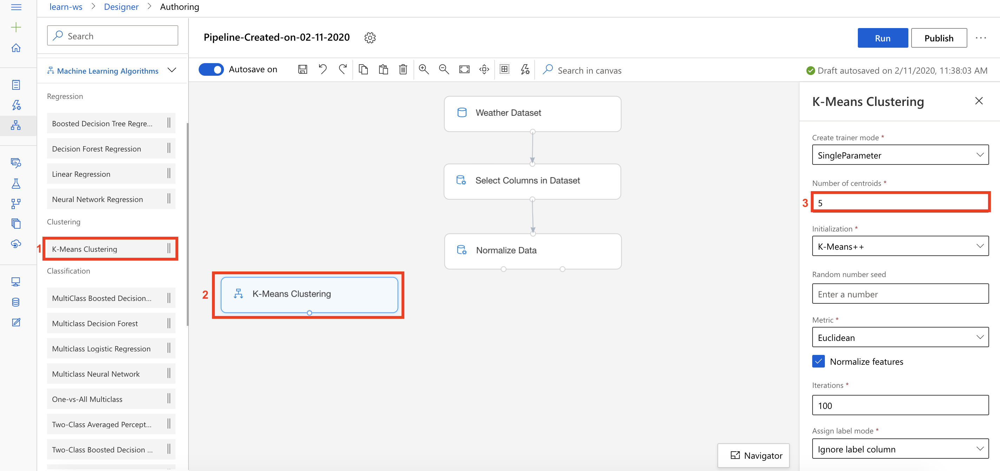 learn-ws > Designer > Authoring
Search
Pipeline-Created-on-02-11-2020
Run
Publish
Machine Learning Algorithms
Autosave on
Search in canvas
Draft autosaved on 2/11/2020, 11:38:03 AM
Regression
Boosted Decision Tree Regre...
Decision Forest Regression
Linear Regression
Neural Network Regression
Clustering
1
K-Means Clustering
Classification
MultiClass Boosted Decision...
Multiclass Decision Forest
Multiclass Logistic Regression
Multiclass Neural Network
One-vs-All Multiclass
Two-Class Averaged Percept...
Two-Class Boosted Decision ...
Weather Dataset
Select Columns in Dataset
Normalize Data
2
K-Means Clustering
Navigator
K-Means Clustering
Create trainer mode *
SingleParameter
Number of centroids *
3
5
Initialization *
K-Means++
Random number seed
Enter a number
Metric *
Euclidean
Normalize features
Iterations *
100
Assign label mode *
Ignore label column